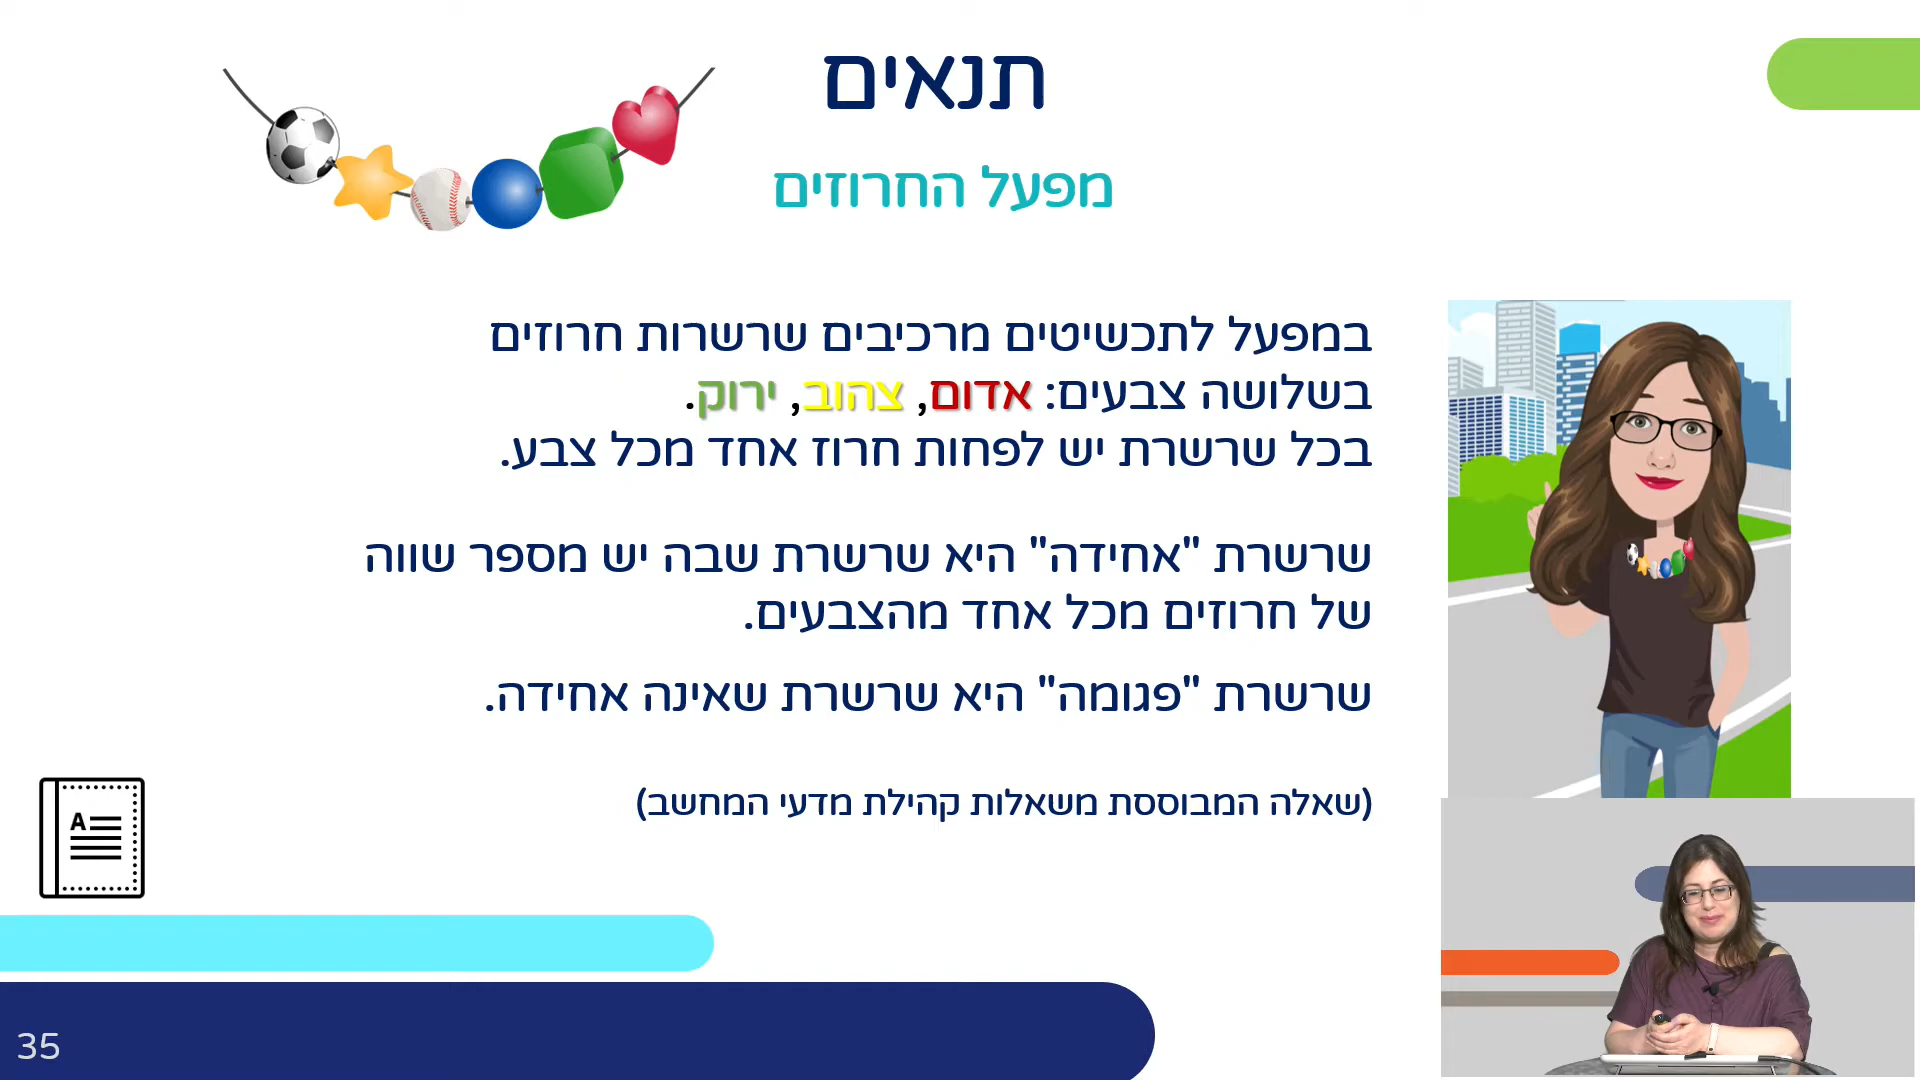 תנאים
מפעל החרוזים
במפעל לתכשיטים מרכיבים שרשרות חרוזים
בשלושה צבעים: אדום, צהוב, ירוק.
בכל שרשרת יש לפחות חרוז אחד מכל צבע.
שרשרת "אחידה" היא שרשרת שבה יש מספר שווה
של חרוזים מכל אחד מהצבעים.
שרשרת "פגומה" היא שרשרת שאינה אחידה.
(שאלה המבוססת משאלות קהילת מדעי המחשב)
A
35